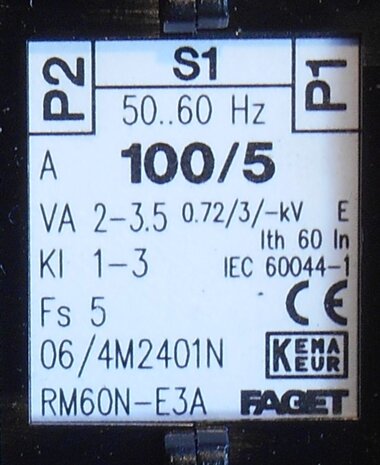 P2 S1 P1
50..60 Hz
A 100/5
VA 2-3.5 0.72/3/-kV E
Ith 60 In
Kl 1-3 IEC 60044-1
Fs 5 CE
06/4M2401N KEMA KEUR
RM60N-E3A FAGET